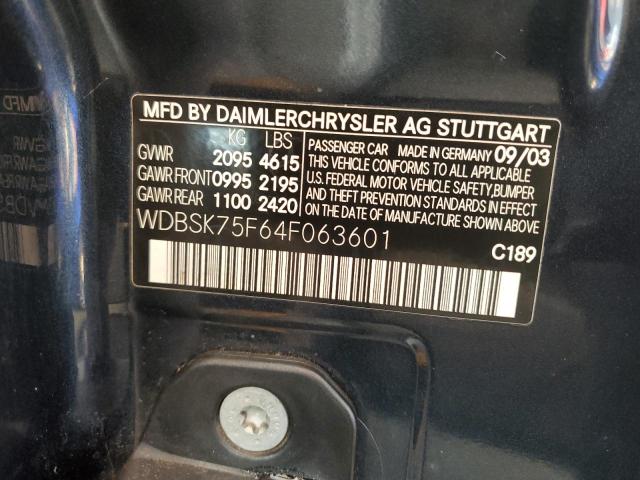 MFD BY DAIMLERCHRYSLER AG STUTTGART
KG LBS
GVWR 2095 4615
GAWR FRONT 0995 2195
GAWR REAR 1100 2420
PASSENGER CAR MADE IN GERMANY 09/03
THIS VEHICLE CONFORMS TO ALL APPLICABLE
U.S. FEDERAL MOTOR VEHICLE SAFETY, BUMPER
AND THEFT PREVENTION STANDARDS IN EFFECT
ON THE DATE OF MANUFACTURE SHOWN ABOVE
WDBSK75F64F063601
C189